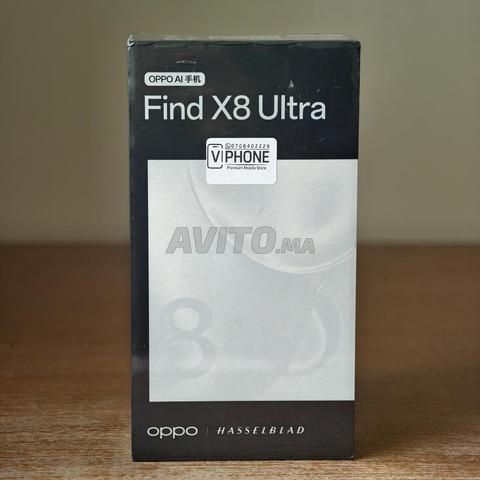 OPPO AI 手机
Find X8 Ultra
0708402229
VIPHONE
Premium Mobile Store
AVITO.MA
8
oppo | HASSELBLAD